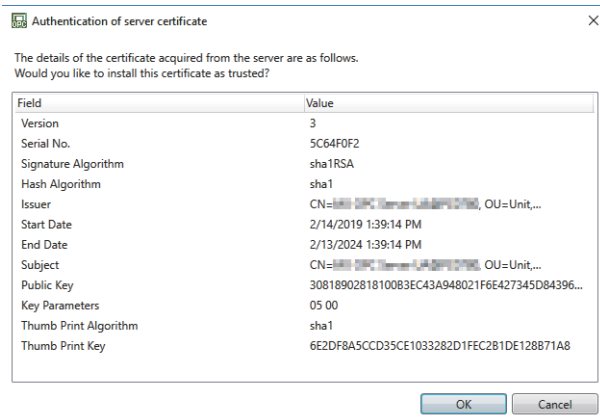 Authentication of server certificate
The details of the certificate acquired from the server are as follows.
Would you like to install this certificate as trusted?
Field Value
Version 3
Serial No. 5C64F0F2
Signature Algorithm sha1RSA
Hash Algorithm sha1
Issuer CN= , OU=Unit,...
Start Date 2/14/2019 1:39:14 PM
End Date 2/13/2024 1:39:14 PM
Subject CN= , OU=Unit,...
Public Key 30818902818100B3EC43A948021F6E427345D84396...
Key Parameters 05 00
Thumb Print Algorithm sha1
Thumb Print Key 6E2DF8A5CCD35CE1033282D1FEC2B1DE128B71A8
OK Cancel